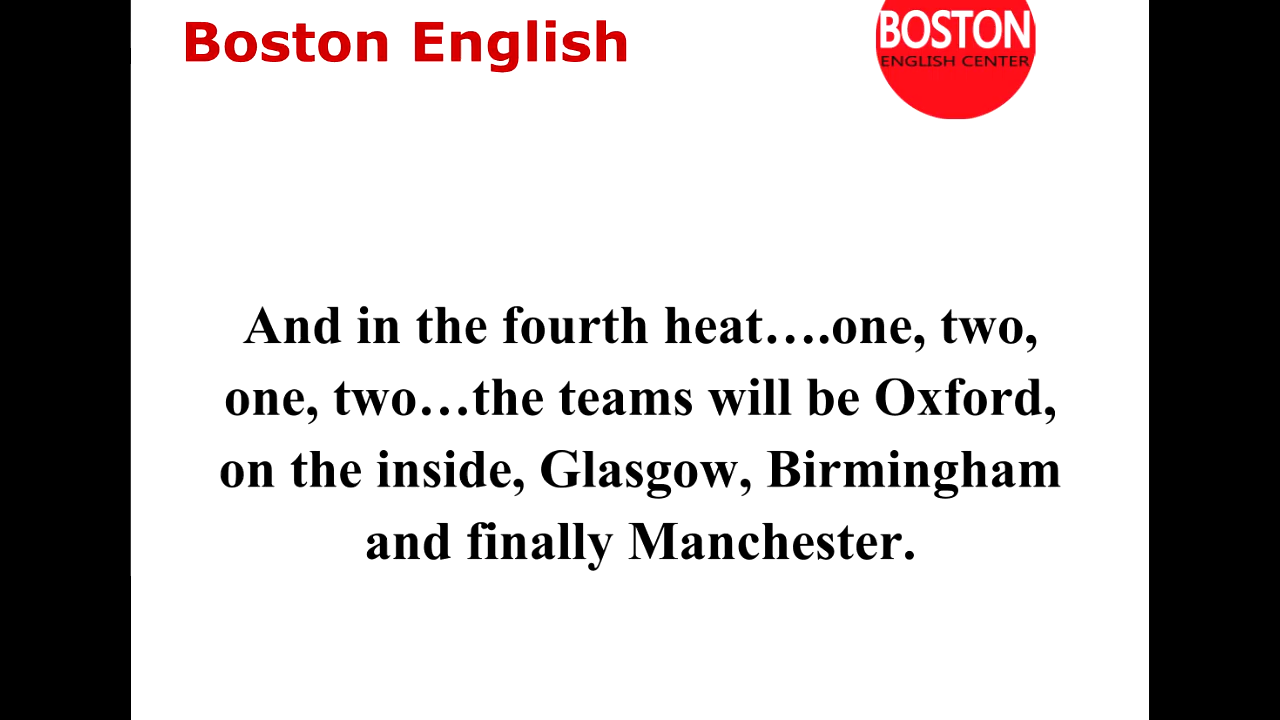 Boston English
BOSTON
ENGLISH CENTER
And in the fourth heat….one, two,
one, two…the teams will be Oxford,
on the inside, Glasgow, Birmingham
and finally Manchester.